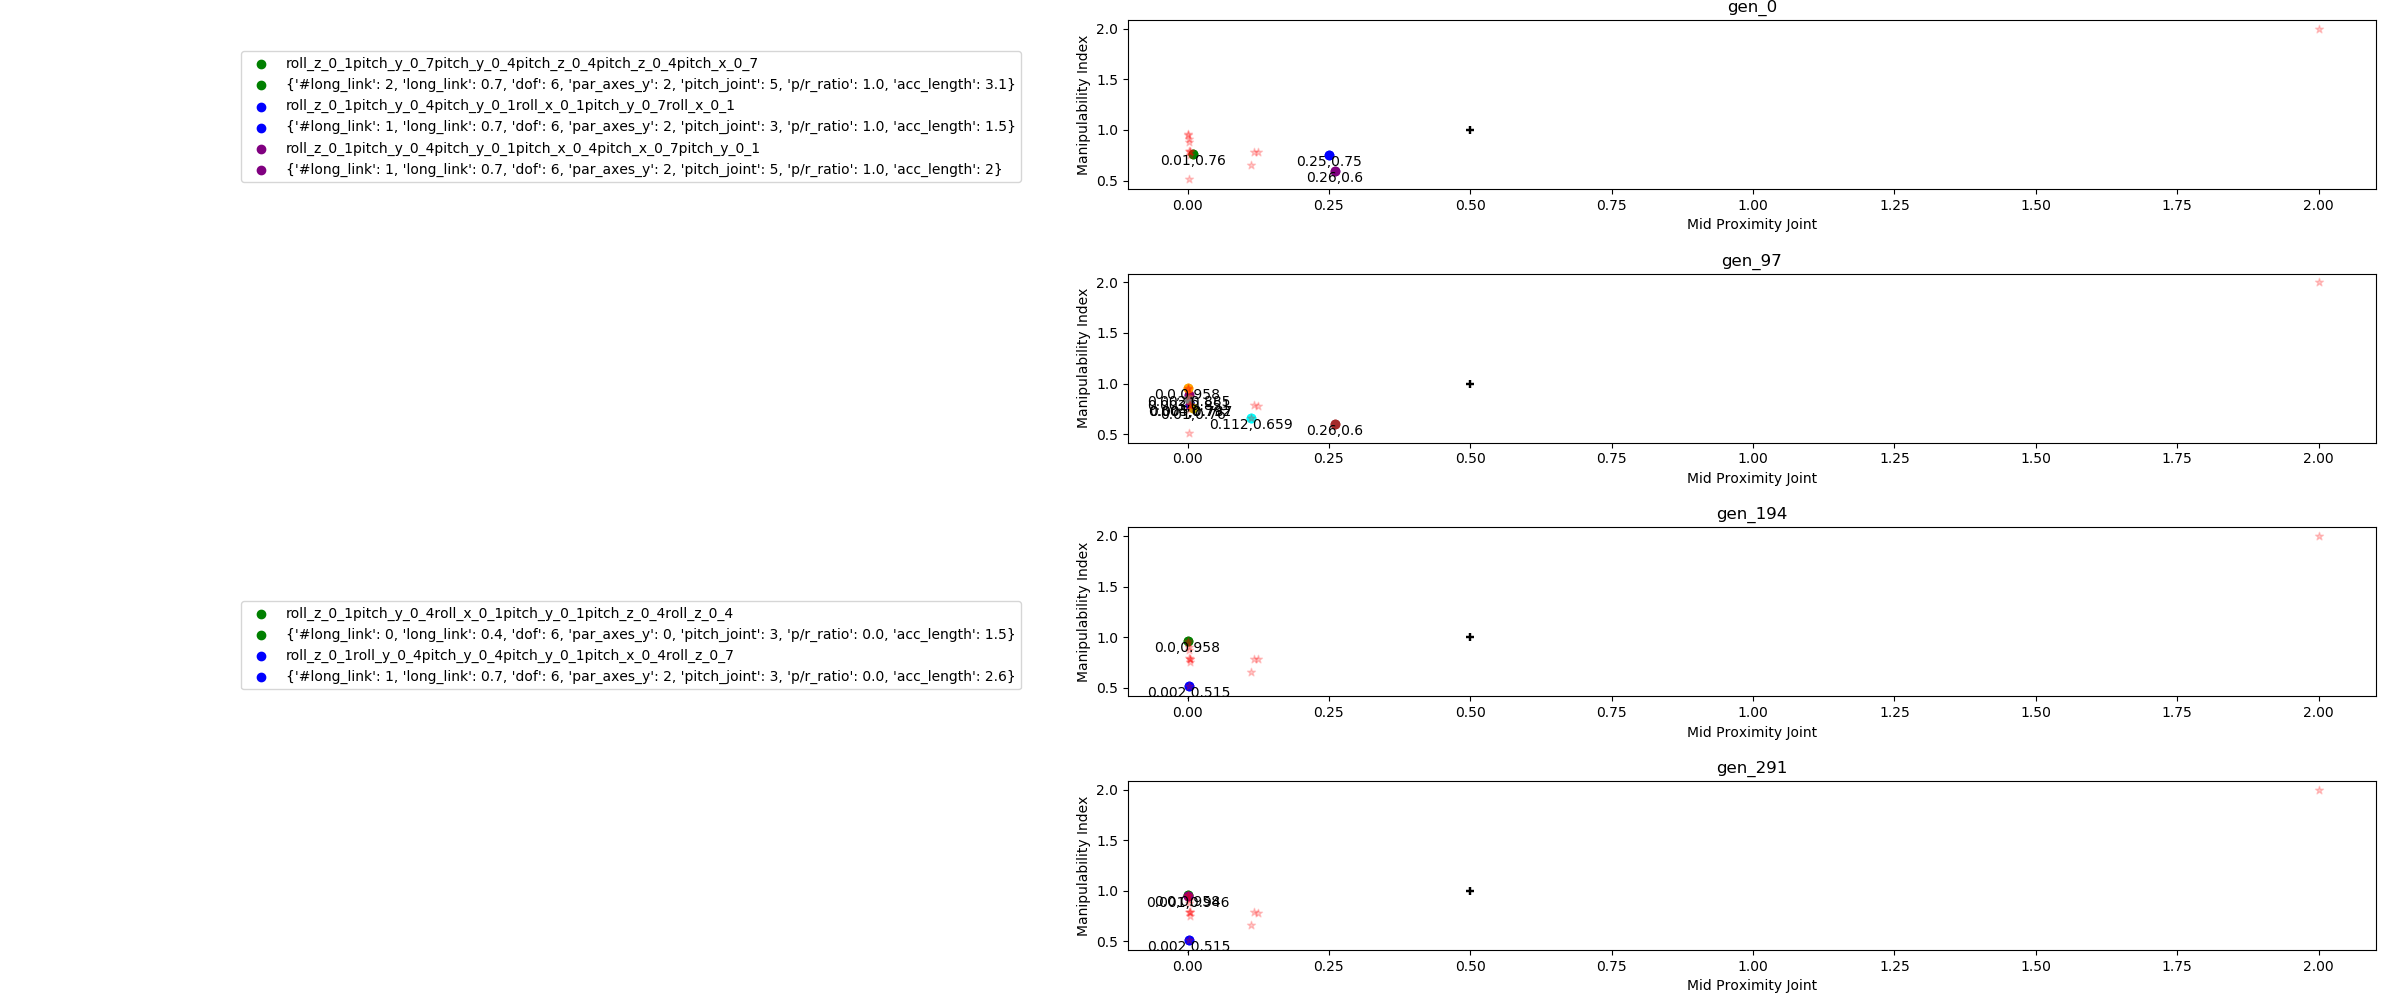 roll_z_0_1pitch_y_0_7pitch_y_0_4pitch_z_0_4pitch_z_0_4pitch_x_0_7
{'#long_link': 2, 'long_link': 0.7, 'dof': 6, 'par_axes_y': 2, 'pitch_joint': 5, 'p/r_ratio': 1.0, 'acc_length': 3.1}
roll_z_0_1pitch_y_0_4pitch_y_0_1roll_x_0_1pitch_y_0_7roll_x_0_1
{'#long_link': 1, 'long_link': 0.7, 'dof': 6, 'par_axes_y': 2, 'pitch_joint': 3, 'p/r_ratio': 1.0, 'acc_length': 1.5}
roll_z_0_1pitch_y_0_4pitch_y_0_1pitch_x_0_4pitch_x_0_7pitch_y_0_1
{'#long_link': 1, 'long_link': 0.7, 'dof': 6, 'par_axes_y': 2, 'pitch_joint': 5, 'p/r_ratio': 1.0, 'acc_length': 2}
gen_0
Manipulability Index
2.0
1.5
1.0
0.5
0.01,0.76
0.25,0.75
0.26,0.6
0.00 0.25 0.50 0.75 1.00 1.25 1.50 1.75 2.00
Mid Proximity Joint
gen_97
Manipulability Index
2.0
1.5
1.0
0.5
0.0,0.958
0.01,0.76
0.112,0.659
0.26,0.6
0.00 0.25 0.50 0.75 1.00 1.25 1.50 1.75 2.00
Mid Proximity Joint
roll_z_0_1pitch_y_0_4roll_x_0_1pitch_y_0_1pitch_z_0_4roll_z_0_4
{'#long_link': 0, 'long_link': 0.4, 'dof': 6, 'par_axes_y': 0, 'pitch_joint': 3, 'p/r_ratio': 0.0, 'acc_length': 1.5}
roll_z_0_1roll_y_0_4pitch_y_0_4pitch_y_0_1pitch_x_0_4roll_z_0_7
{'#long_link': 1, 'long_link': 0.7, 'dof': 6, 'par_axes_y': 2, 'pitch_joint': 3, 'p/r_ratio': 0.0, 'acc_length': 2.6}
gen_194
Manipulability Index
2.0
1.5
1.0
0.5
0.0,0.958
0.002,0.515
0.00 0.25 0.50 0.75 1.00 1.25 1.50 1.75 2.00
Mid Proximity Joint
gen_291
Manipulability Index
2.0
1.5
1.0
0.5
0.0,0.958
0.001,0.946
0.002,0.515
0.00 0.25 0.50 0.75 1.00 1.25 1.50 1.75 2.00
Mid Proximity Joint